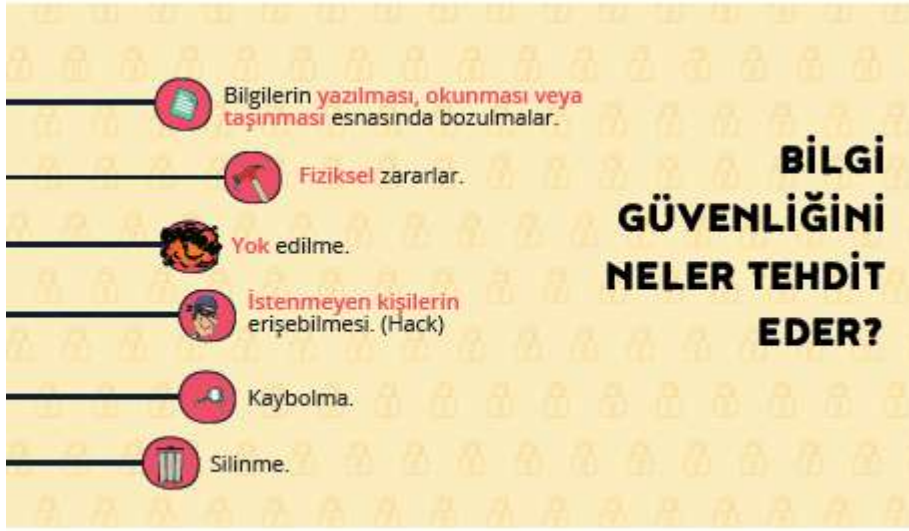 Bilgilerin yazılması, okunması veya
taşınması esnasında bozulmalar.
Fiziksel zararlar.
Yok edilme.
İstenmeyen kişilerin
erişebilmesi. (Hack)
Kaybolma.
Silinme.
BİLGİ
GÜVENLİĞİNİ
NELER TEHDİT
EDER?